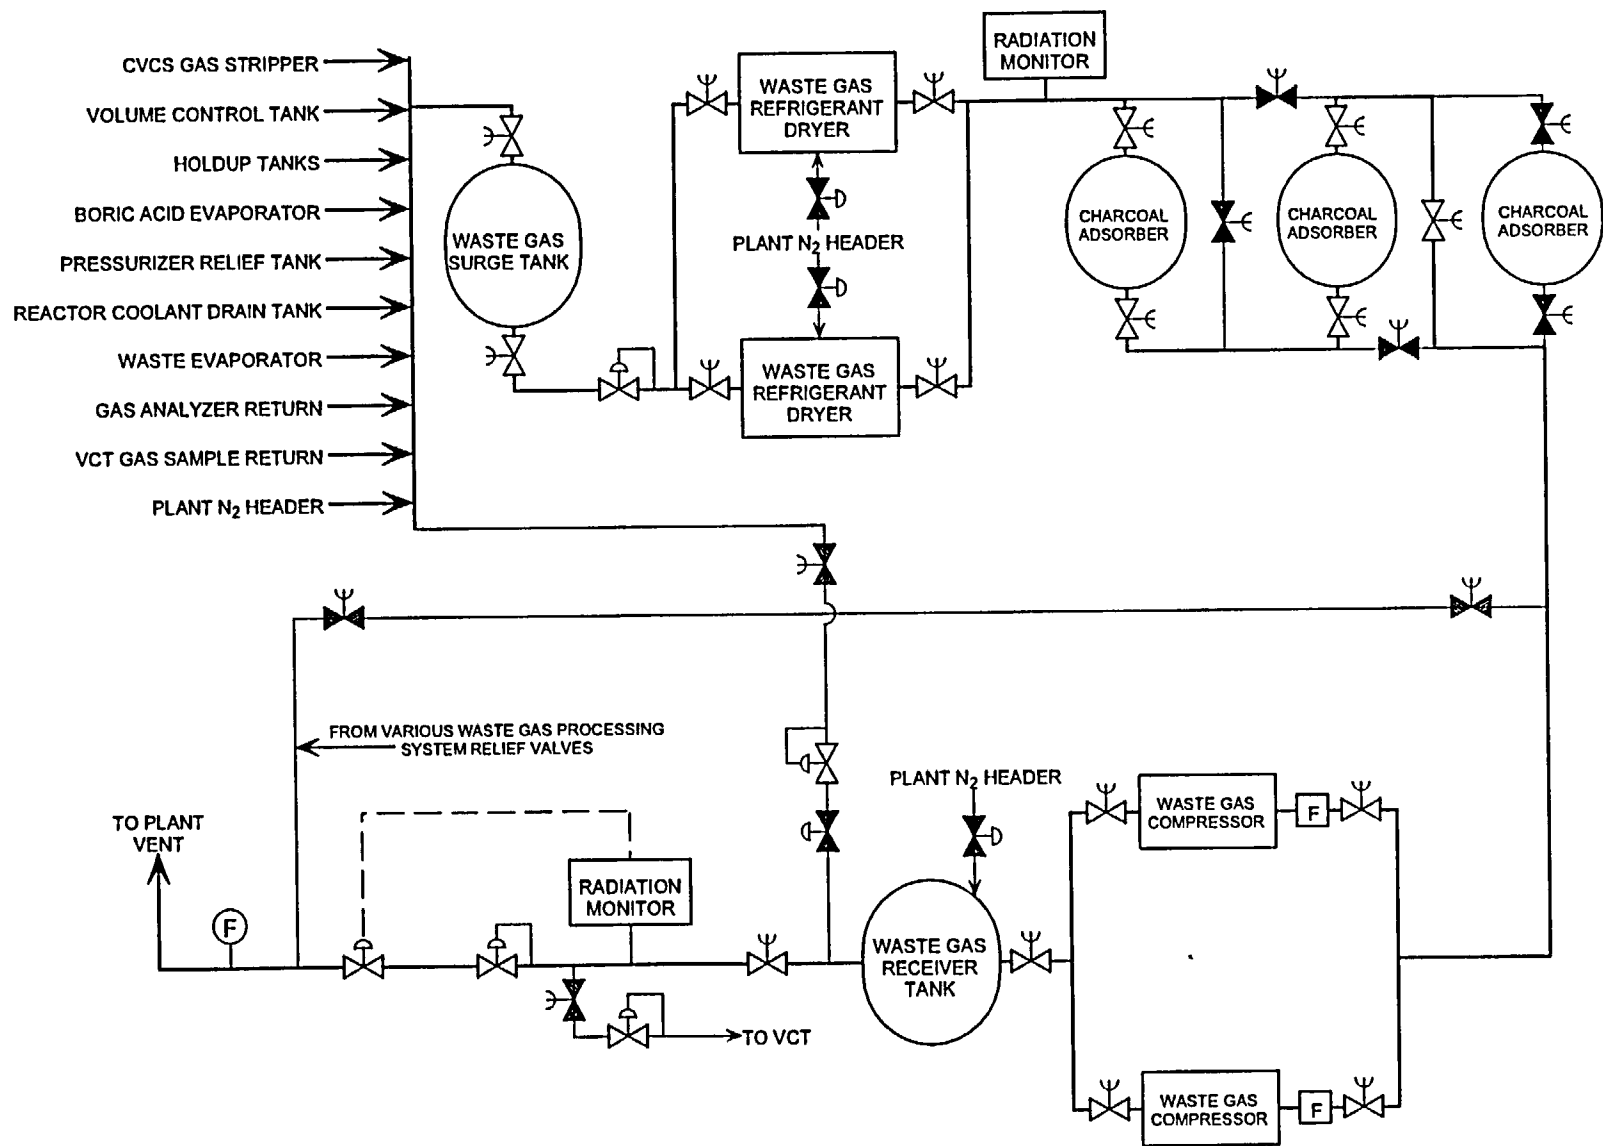 CVCS GAS STRIPPER
VOLUME CONTROL TANK
HOLDUP TANKS
BORIC ACID EVAPORATOR
PRESSURIZER RELIEF TANK
REACTOR COOLANT DRAIN TANK
WASTE EVAPORATOR
GAS ANALYZER RETURN
VCT GAS SAMPLE RETURN
PLANT N2 HEADER
WASTE GAS
SURGE TANK
WASTE GAS
REFRIGERANT
DRYER
PLANT N2 HEADER
WASTE GAS
REFRIGERANT
DRYER
RADIATION
MONITOR
CHARCOAL
ADSORBER
CHARCOAL
ADSORBER
CHARCOAL
ADSORBER
FROM VARIOUS WASTE GAS PROCESSING
SYSTEM RELIEF VALVES
TO PLANT
VENT
F
RADIATION
MONITOR
TO VCT
PLANT N2 HEADER
WASTE GAS
RECEIVER
TANK
WASTE GAS
COMPRESSOR
F
WASTE GAS
COMPRESSOR
F